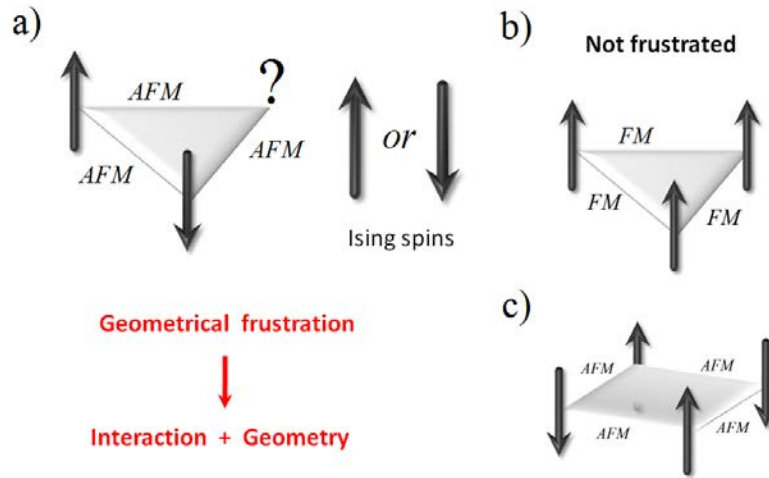 a)
AFM
?
AFM
AFM
or
Ising spins
Geometrical frustration
Interaction + Geometry
b)
Not frustrated
FM
FM
FM
c)
AFM
AFM
AFM
AFM